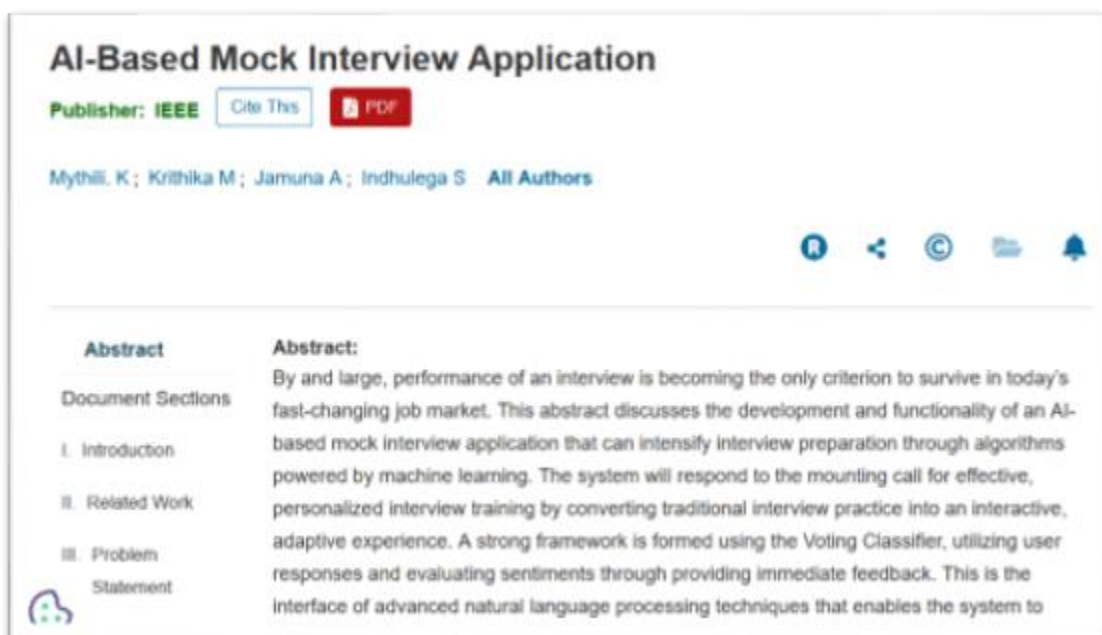 AI-Based Mock Interview Application
Publisher: IEEE Cite This PDF
Mythili. K ; Krithika M ; Jamuna A ; Indhulega S All Authors
Abstract
Document Sections
I. Introduction
II. Related Work
III. Problem
Statement
Abstract:
By and large, performance of an interview is becoming the only criterion to survive in today's
fast-changing job market. This abstract discusses the development and functionality of an AI-
based mock interview application that can intensify interview preparation through algorithms
powered by machine learning. The system will respond to the mounting call for effective,
personalized interview training by converting traditional interview practice into an interactive,
adaptive experience. A strong framework is formed using the Voting Classifier, utilizing user
responses and evaluating sentiments through providing immediate feedback. This is the
interface of advanced natural language processing techniques that enables the system to